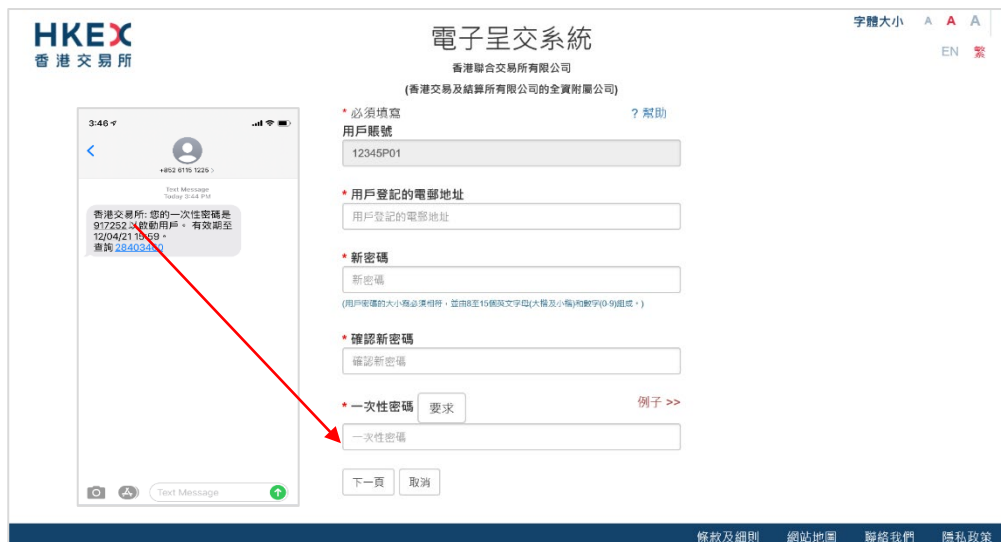 HKEX
香港交易所
電子呈交系統
香港聯合交易所有限公司
(香港交易及結算所有限公司的全資附屬公司)
字體大小 A A A
EN 繁
3:46
+852 6115 1226 >
Text Message
Today 3:44 PM
香港交易所: 您的一次性密碼是
917252 以啟動用戶。 有效期至
12/04/21 15:59。
查詢 28403460
Text Message
* 必須填寫
? 幫助
用戶賬號
12345P01
* 用戶登記的電郵地址
用戶登記的電郵地址
* 新密碼
新密碼
(用戶密碼的大小楷必須相符，並由8至15個英文字母(大楷及小楷)和數字(0-9)組成。)
* 確認新密碼
確認新密碼
* 一次性密碼 要求
例子 >>
一次性密碼
下一頁 取消
條款及細則 網站地圖 聯絡我們 隱私政策